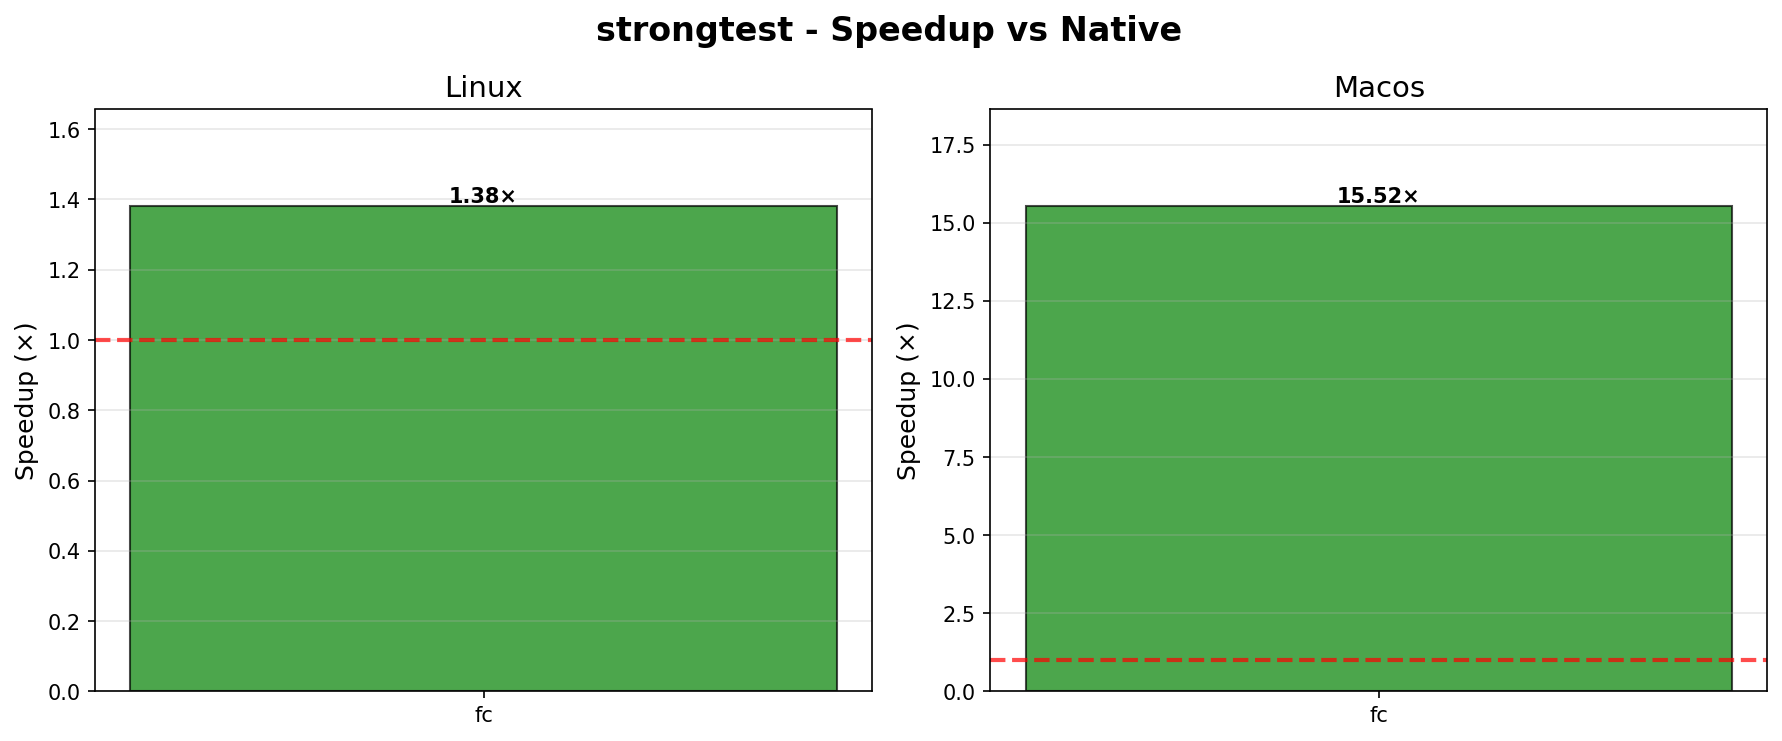 strongtest - Speedup vs Native
Linux
Speedup (×)
1.6
1.4
1.2
1.0
0.8
0.6
0.4
0.2
0.0
1.38×
fc
Macos
Speedup (×)
17.5
15.0
12.5
10.0
7.5
5.0
2.5
0.0
15.52×
fc